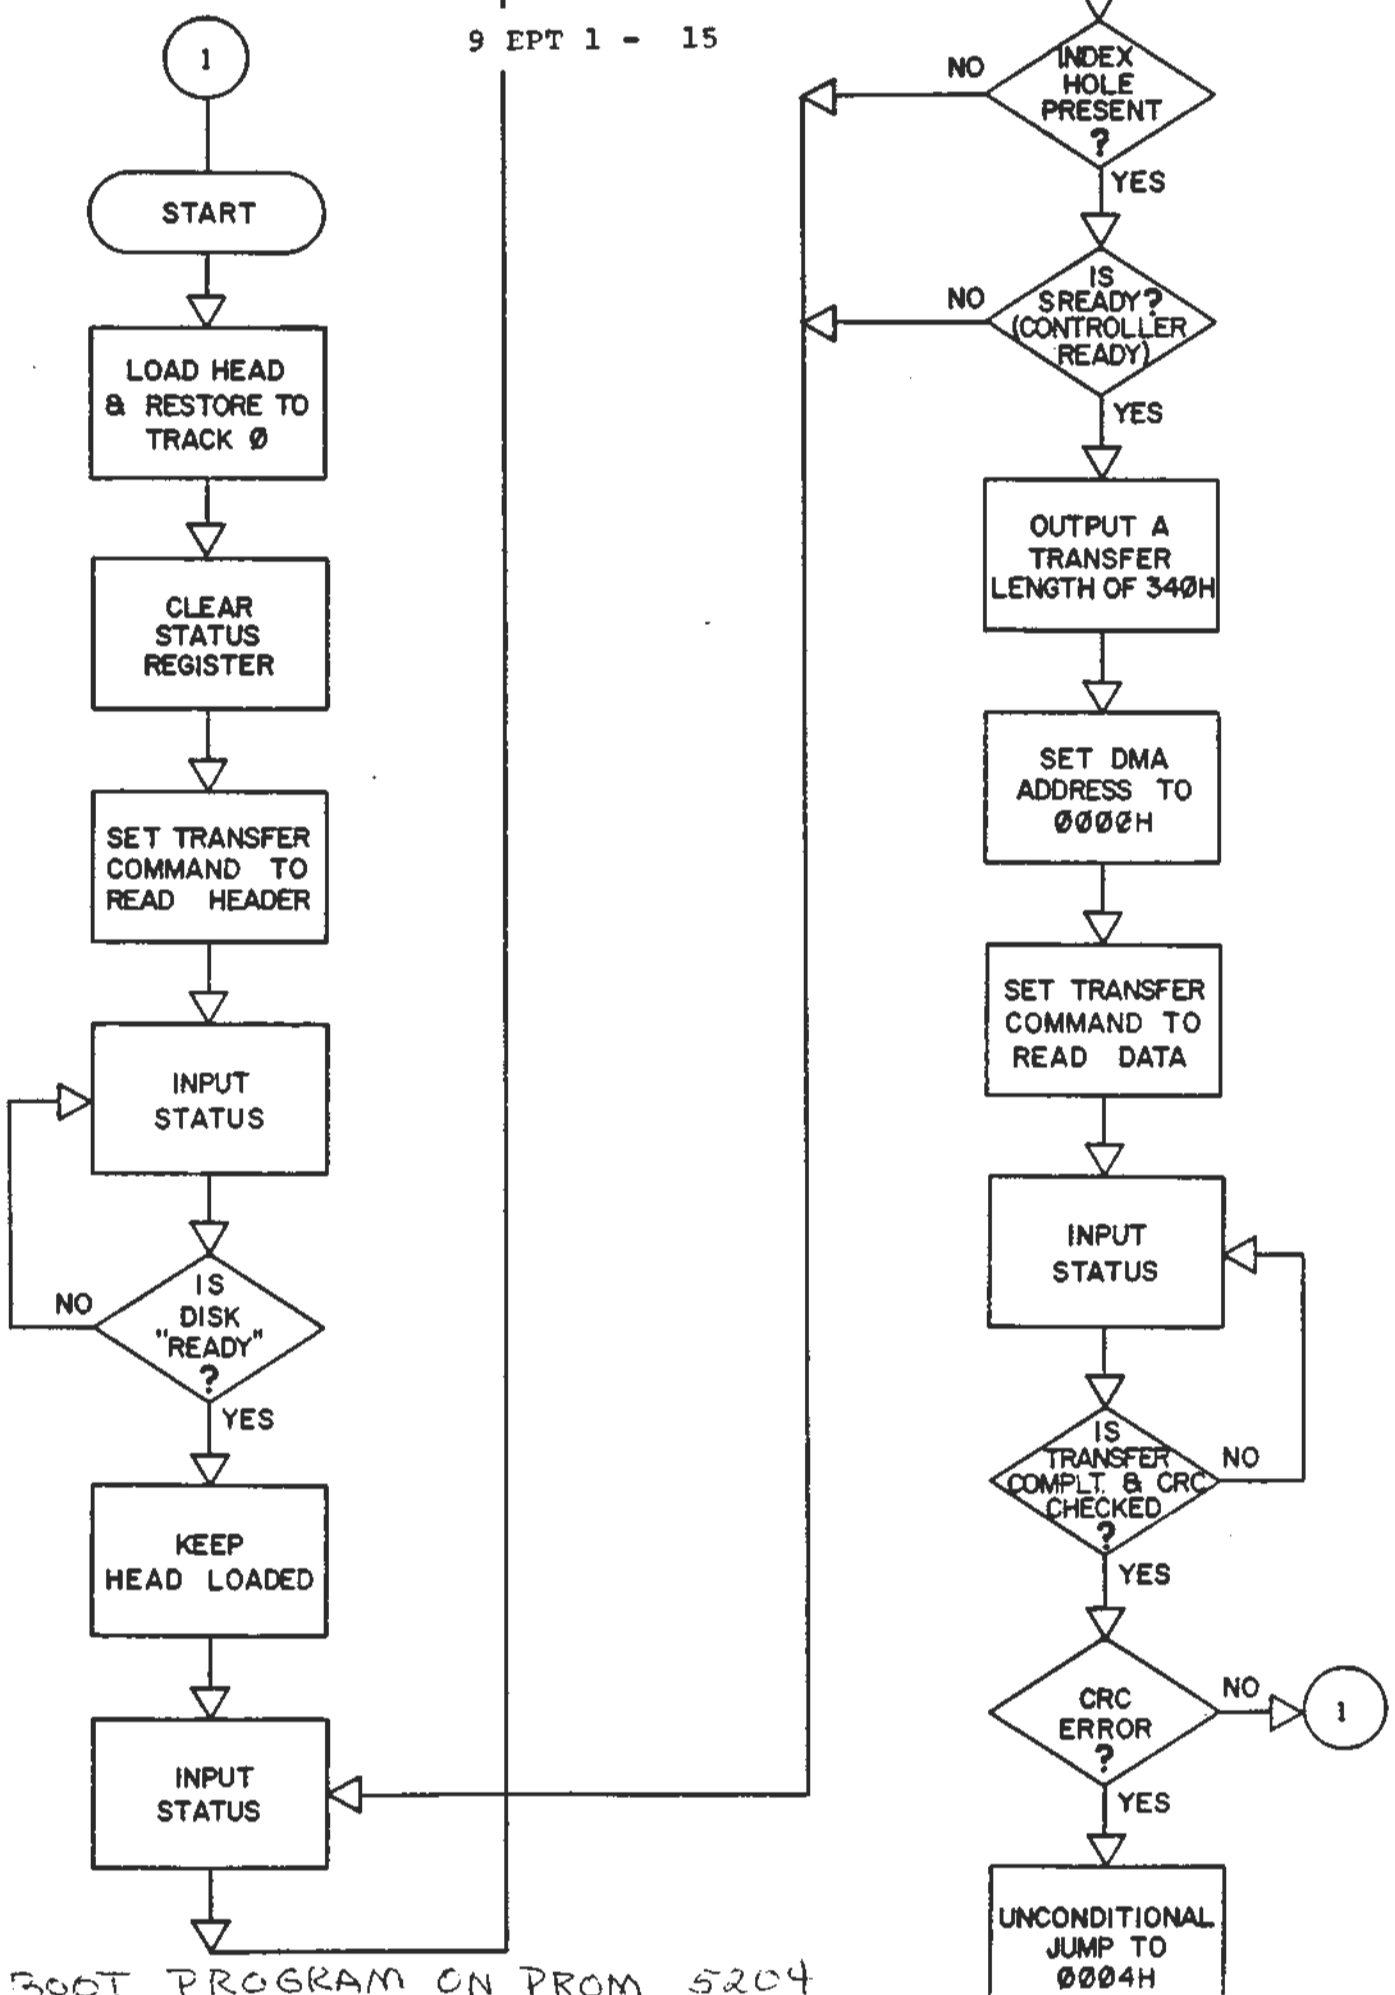 9 EPT 1 - 15
1
START
LOAD HEAD
& RESTORE TO
TRACK Ø
CLEAR
STATUS
REGISTER
SET TRANSFER
COMMAND TO
READ HEADER
INPUT
STATUS
IS
DISK
"READY"
?
NO
YES
KEEP
HEAD LOADED
INPUT
STATUS
INDEX
HOLE
PRESENT
?
NO
YES
IS
SREADY?
(CONTROLLER
READY)
NO
YES
OUTPUT A
TRANSFER
LENGTH OF 34ØH
SET DMA
ADDRESS TO
ØØØØH
SET TRANSFER
COMMAND TO
READ DATA
INPUT
STATUS
IS
TRANSFER
COMPLT. & CRC
CHECKED
?
NO
YES
CRC
ERROR
?
NO
1
YES
UNCONDITIONAL
JUMP TO
ØØØ4H
BOOT PROGRAM ON PROM 5204